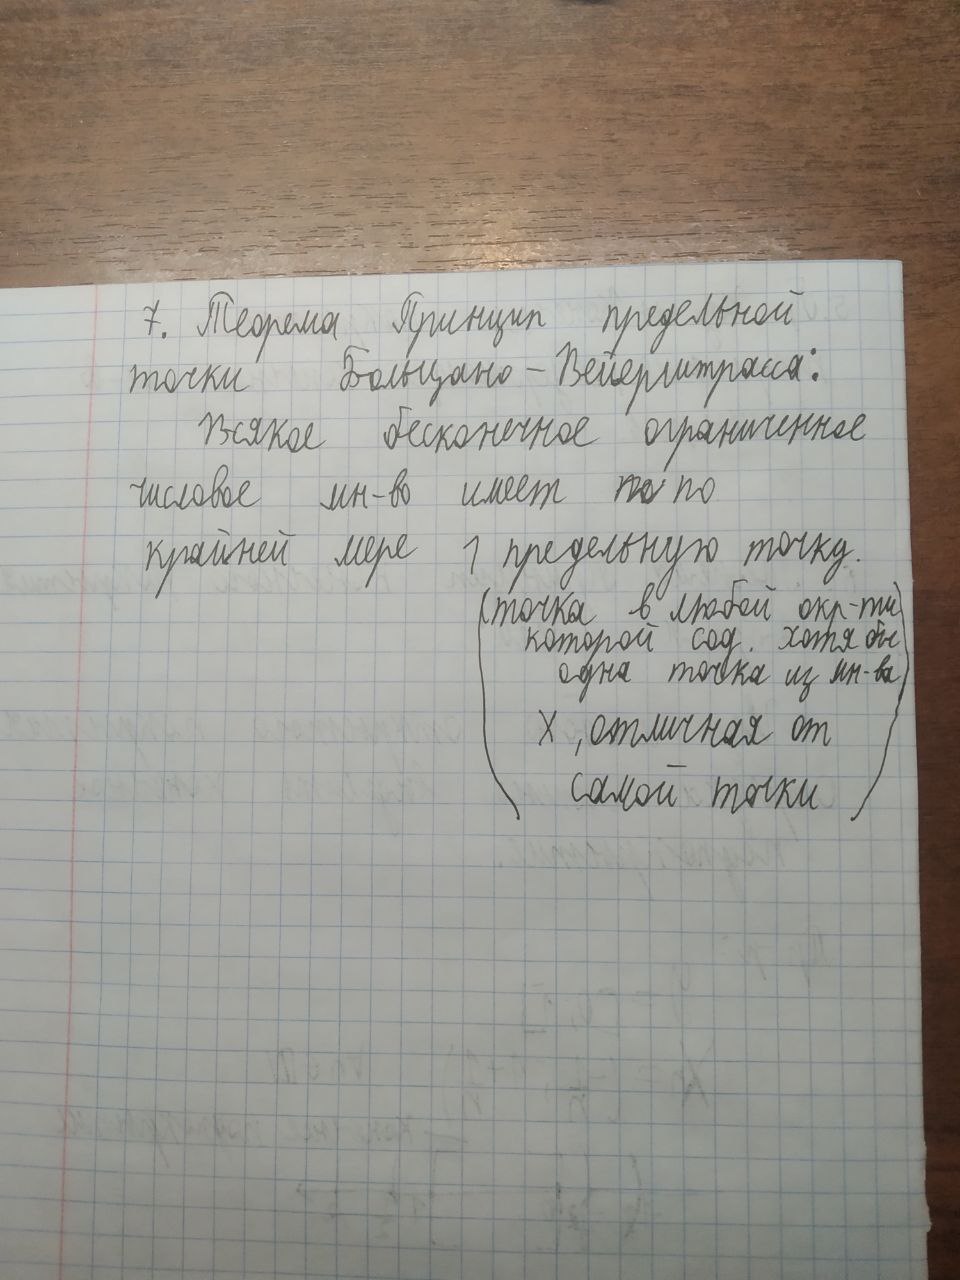 7. Теорема Принцип предельной
точки Больцано - Вейерштрасса:
Всякое бесконечное ограниченное
числовое мн-во имеет по по
крайней мере 1 предельную точку.
(точка в любой окр-ти
которой сод. хотя бы
одна точка из мн-ва
X, отличная от
самой точки)